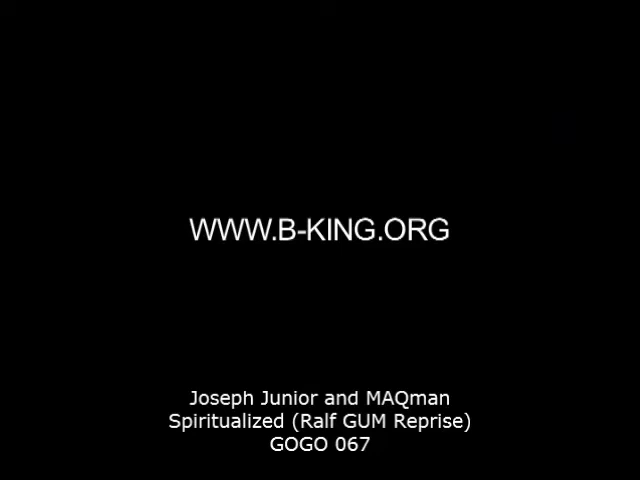 WWW.B-KING.ORG
Joseph Junior and MAQman
Spiritualized (Ralf GUM Reprise)
GOGO 067